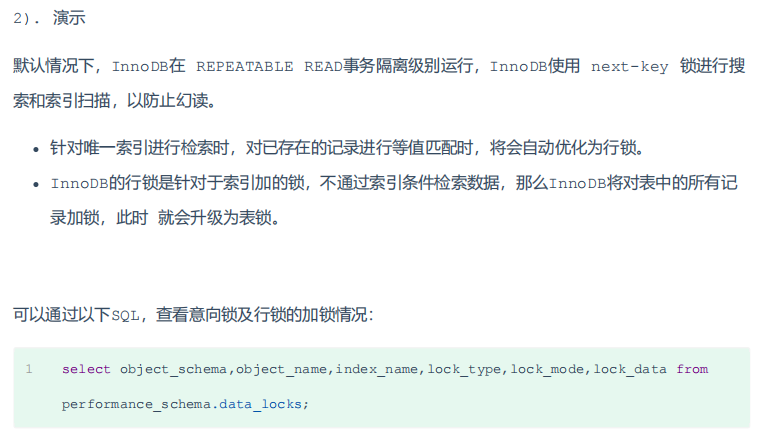 2). 演示
默认情况下，InnoDB在 REPEATABLE READ事务隔离级别运行，InnoDB使用 next-key 锁进行搜
索和索引扫描，以防止幻读。
• 针对唯一索引进行检索时，对已存在的记录进行等值匹配时，将会自动优化为行锁。
• InnoDB的行锁是针对于索引加的锁，不通过索引条件检索数据，那么InnoDB将对表中的所有记
录加锁，此时 就会升级为表锁。
可以通过以下SQL，查看意向锁及行锁的加锁情况：
1 select object_schema,object_name,index_name,lock_type,lock_mode,lock_data from
performance_schema.data_locks;